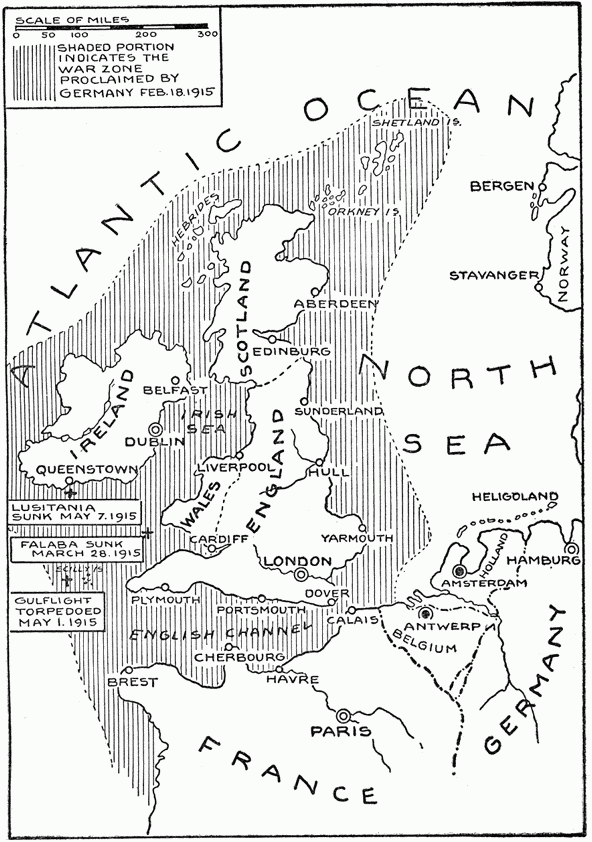 SCALE OF MILES
0 50 100 200 300
SHADED PORTION
INDICATES THE
WAR ZONE
PROCLAIMED BY
GERMANY FEB.18.1915
ATLANTIC OCEAN
SHETLAND IS.
HEBRIDES
ORKNEY IS
BERGEN
NORWAY
STAVANGER
SCOTLAND
ABERDEEN
EDINBURG
NORTH
SEA
BELFAST
IRELAND
IRISH
SEA
DUBLIN
SUNDERLAND
ENGLAND
QUEENSTOWN
LIVERPOOL
HULL
WALES
LUSITANIA
SUNK MAY 7.1915
HELIGOLAND
FALABA SUNK
MARCH 28.1915
CARDIFF
YARMOUTH
HOLLAND
HAMBURG
SCILLY IS
LONDON
AMSTERDAM
GULFLIGHT
TORPEDOED
MAY 1.1915
PLYMOUTH
PORTSMOUTH
DOVER
CALAIS
ENGLISH CHANNEL
ANTWERP
BELGIUM
CHERBOURG
HAVRE
BREST
GERMANY
PARIS
FRANCE